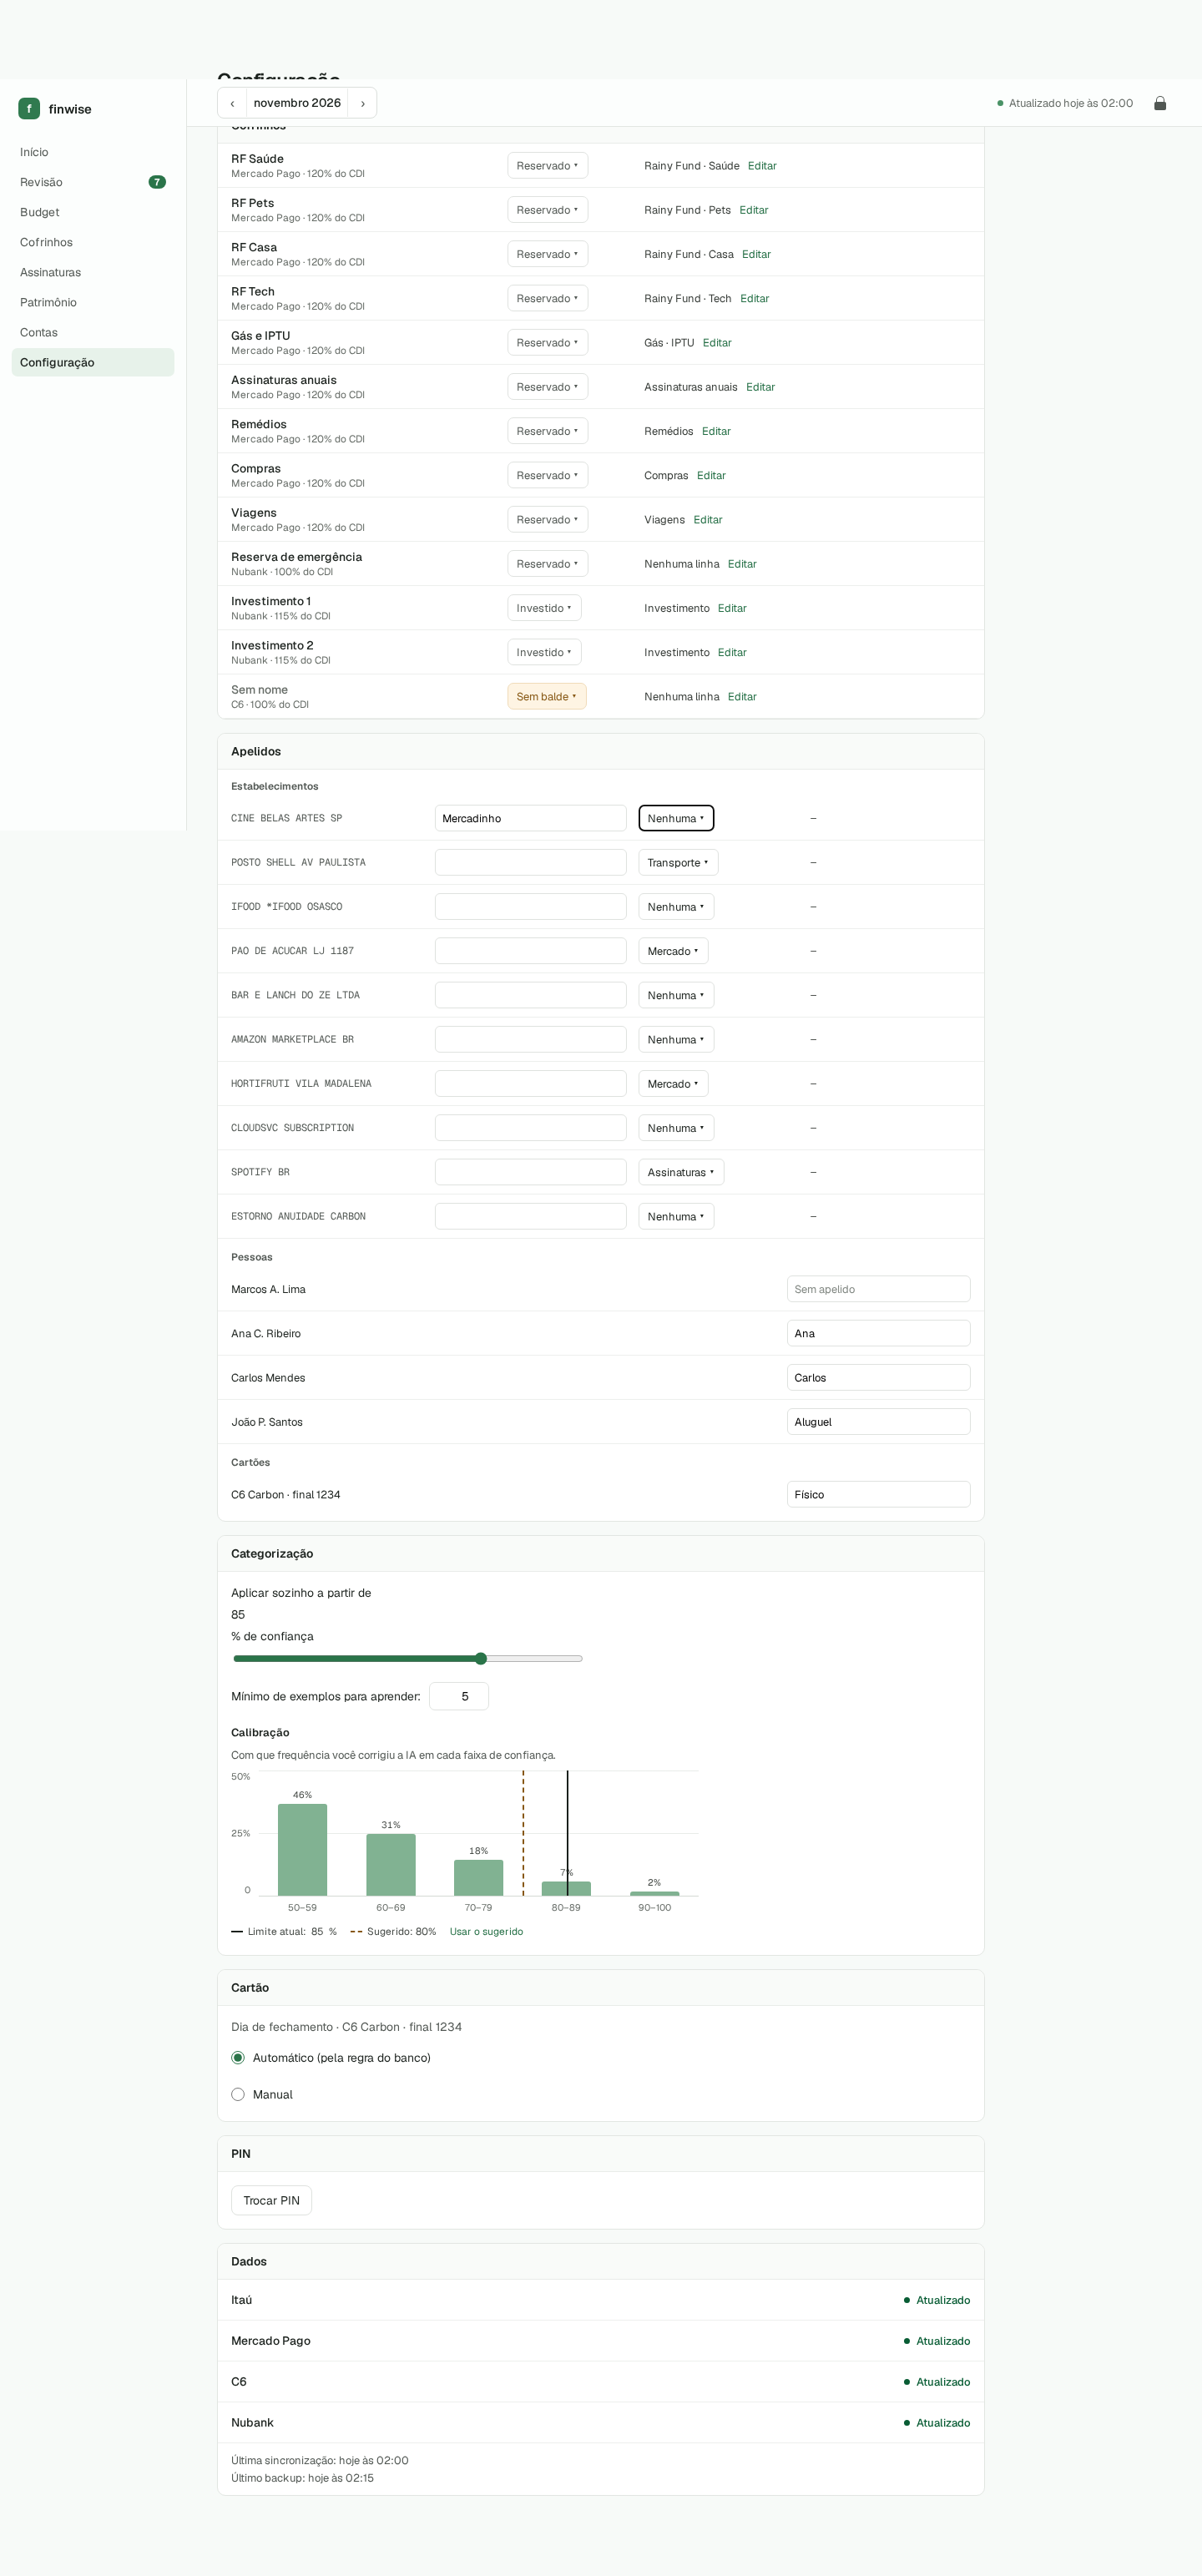 Configuração
f finwise
‹ novembro 2026 ›
Atualizado hoje às 02:00
Início
Revisão 7
Budget
Cofrinhos
Assinaturas
Patrimônio
Contas
Configuração
Cofrinhos
RF Saúde
Mercado Pago · 120% do CDI
Reservado
Rainy Fund · Saúde Editar
RF Pets
Mercado Pago · 120% do CDI
Reservado
Rainy Fund · Pets Editar
RF Casa
Mercado Pago · 120% do CDI
Reservado
Rainy Fund · Casa Editar
RF Tech
Mercado Pago · 120% do CDI
Reservado
Rainy Fund · Tech Editar
Gás e IPTU
Mercado Pago · 120% do CDI
Reservado
Gás · IPTU Editar
Assinaturas anuais
Mercado Pago · 120% do CDI
Reservado
Assinaturas anuais Editar
Remédios
Mercado Pago · 120% do CDI
Reservado
Remédios Editar
Compras
Mercado Pago · 120% do CDI
Reservado
Compras Editar
Viagens
Mercado Pago · 120% do CDI
Reservado
Viagens Editar
Reserva de emergência
Nubank · 100% do CDI
Reservado
Nenhuma linha Editar
Investimento 1
Nubank · 115% do CDI
Investido
Investimento Editar
Investimento 2
Nubank · 115% do CDI
Investido
Investimento Editar
Sem nome
C6 · 100% do CDI
Sem balde
Nenhuma linha Editar
Apelidos
Estabelecimentos
CINE BELAS ARTES SP Mercadinho Nenhuma –
POSTO SHELL AV PAULISTA Transporte –
IFOOD *IFOOD OSASCO Nenhuma –
PAO DE ACUCAR LJ 1187 Mercado –
BAR E LANCH DO ZE LTDA Nenhuma –
AMAZON MARKETPLACE BR Nenhuma –
HORTIFRUTI VILA MADALENA Mercado –
CLOUDSVC SUBSCRIPTION Nenhuma –
SPOTIFY BR Assinaturas –
ESTORNO ANUIDADE CARBON Nenhuma –
Pessoas
Marcos A. Lima Sem apelido
Ana C. Ribeiro Ana
Carlos Mendes Carlos
João P. Santos Aluguel
Cartões
C6 Carbon · final 1234 Físico
Categorização
Aplicar sozinho a partir de
85
% de confiança
Mínimo de exemplos para aprender: 5
Calibração
Com que frequência você corrigiu a IA em cada faixa de confiança.
50%
25%
0
46%
31%
18%
7%
2%
50–59 60–69 70–79 80–89 90–100
Limite atual: 85 % Sugerido: 80% Usar o sugerido
Cartão
Dia de fechamento · C6 Carbon · final 1234
Automático (pela regra do banco)
Manual
PIN
Trocar PIN
Dados
Itaú Atualizado
Mercado Pago Atualizado
C6 Atualizado
Nubank Atualizado
Última sincronização: hoje às 02:00
Último backup: hoje às 02:15